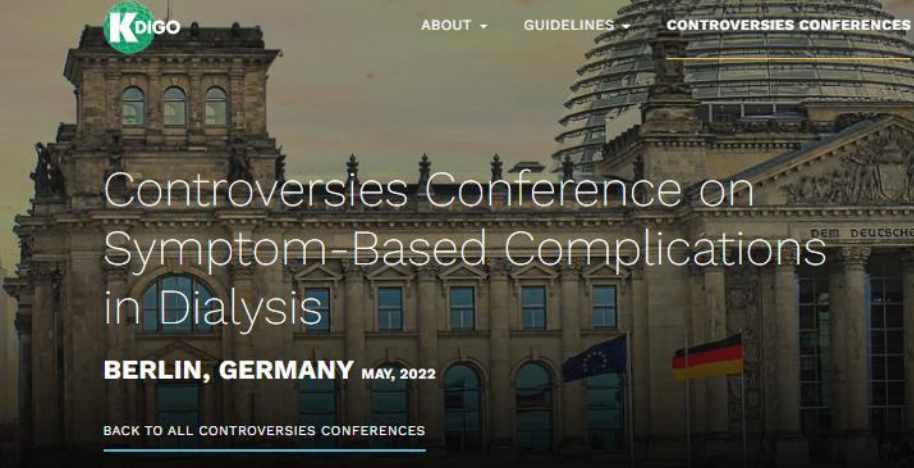 KDIGO
ABOUT
GUIDELINES
CONTROVERSIES CONFERENCES
Controversies Conference on
Symptom-Based Complications
in Dialysis
DEM DEUTSCHE
BERLIN, GERMANY MAY, 2022
BACK TO ALL CONTROVERSIES CONFERENCES